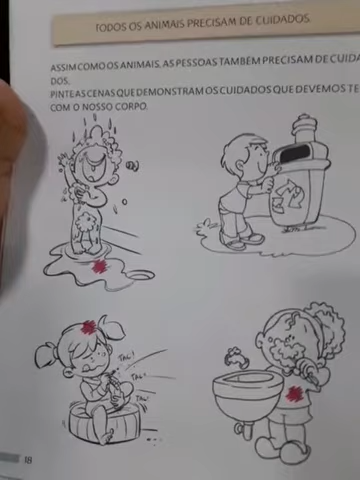 TODOS OS ANIMAIS PRECISAM DE CUIDADOS.
ASSIM COMO OS ANIMAIS, AS PESSOAS TAMBÉM PRECISAM DE CUIDA
DOS.
PINTE AS CENAS QUE DEMONSTRAM OS CUIDADOS QUE DEVEMOS TE
COM O NOSSO CORPO.
TAC!
TAC!
TAC!
18